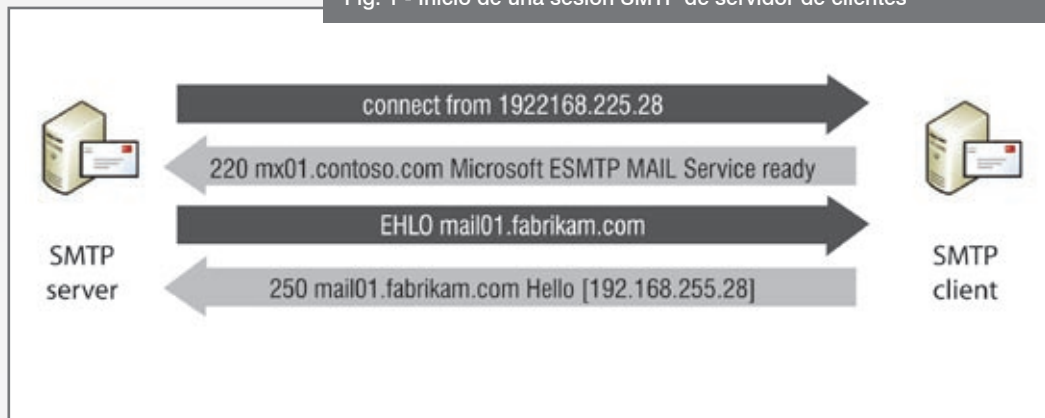 Fig. 1 - Inicio de una sesión SMTP de servidor de clientes
connect from 1922168.225.28
220 mx01.contoso.com Microsoft ESMTP MAIL Service ready
EHLO mail01.fabrikam.com
250 mail01.fabrikam.com Hello [192.168.255.28]
SMTP
server
SMTP
client